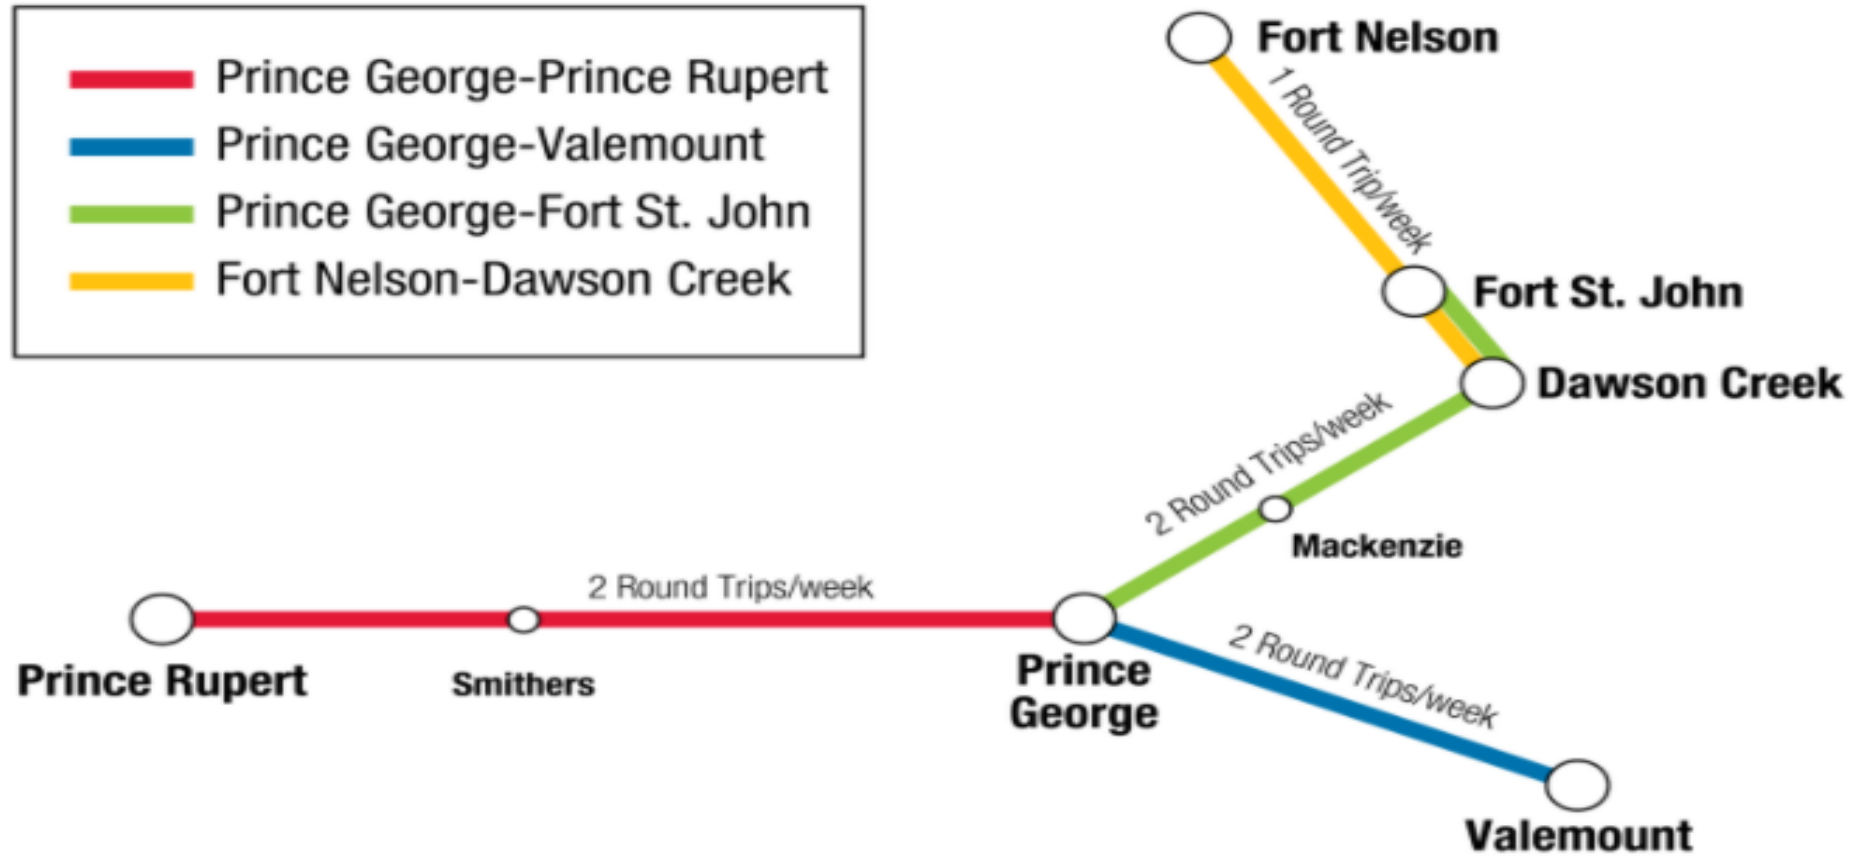 Prince George-Prince Rupert
Prince George-Valemount
Prince George-Fort St. John
Fort Nelson-Dawson Creek
Fort Nelson
1 Round Trip/week
Fort St. John
Dawson Creek
2 Round Trips/week
Mackenzie
2 Round Trips/week
Prince Rupert
Smithers
Prince
George
2 Round Trips/week
Valemount